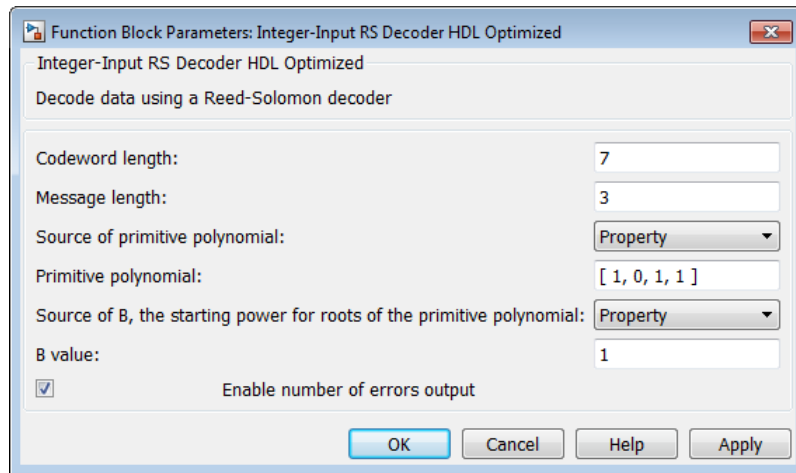 Function Block Parameters: Integer-Input RS Decoder HDL Optimized
Integer-Input RS Decoder HDL Optimized
Decode data using a Reed-Solomon decoder
Codeword length: 7
Message length: 3
Source of primitive polynomial: Property
Primitive polynomial: [ 1, 0, 1, 1 ]
Source of B, the starting power for roots of the primitive polynomial: Property
B value: 1
Enable number of errors output
OK Cancel Help Apply